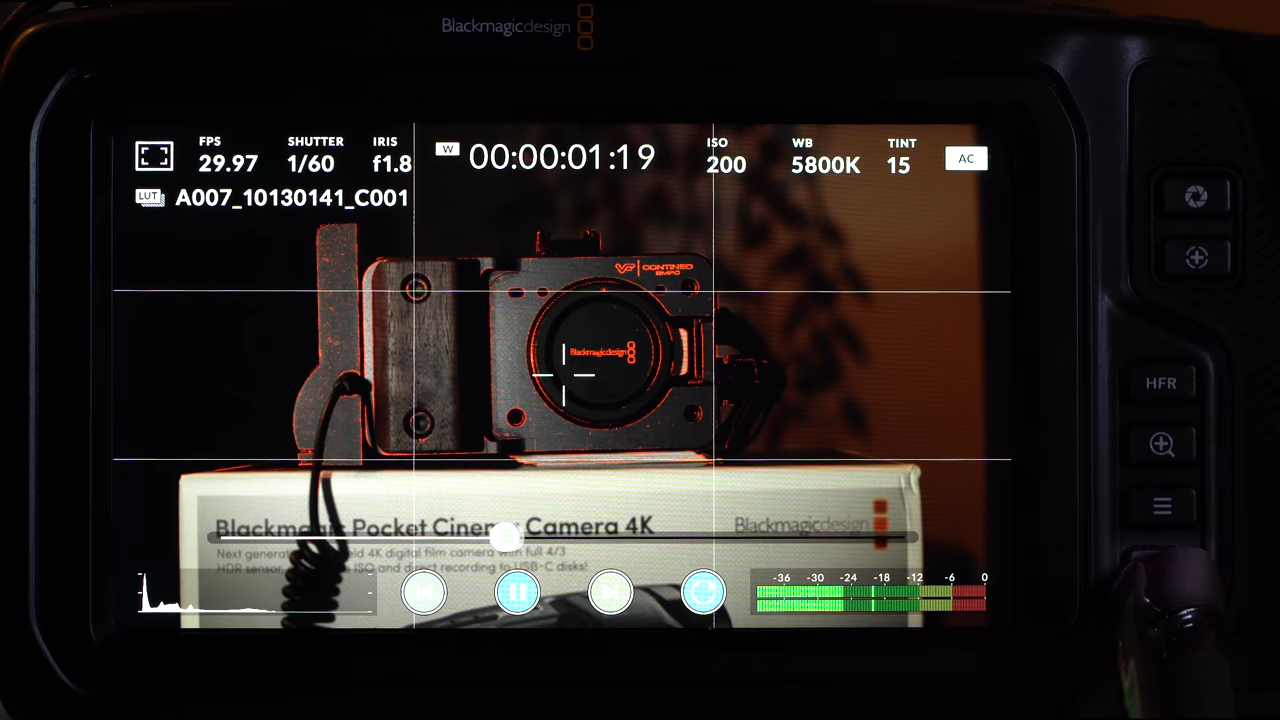 Blackmagicdesign
FPS SHUTTER IRIS
29.97 1/60 f1.8
W 00:00:01:19
ISO WB TINT
200 5800K 15
AC
LUT A007_10130141_C001
VF CONTINEO
BMPC
Blackmagicdesign
HFR
Blackmagic Pocket Cinema Camera 4K
Blackmagicdesign
Next field 4K digital film camera with full 4/3
HDR sensor, ISO and direct recording to USB-C disks!
-36 -30 -24 -18 -12 -6 0